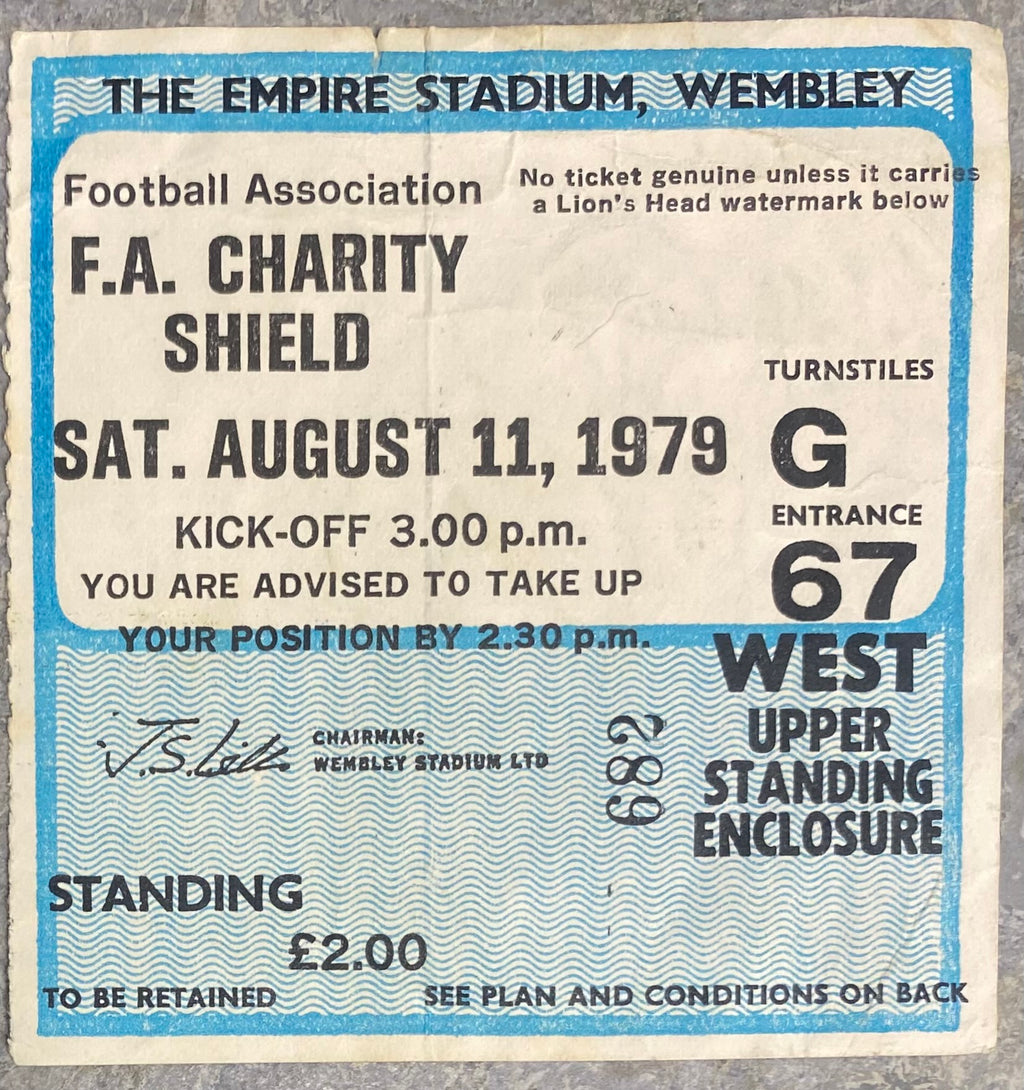 THE EMPIRE STADIUM, WEMBLEY
Football Association
No ticket genuine unless it carries
a Lion's Head watermark below
F.A. CHARITY
SHIELD
SAT. AUGUST 11, 1979
KICK-OFF 3.00 p.m.
YOU ARE ADVISED TO TAKE UP
YOUR POSITION BY 2.30 p.m.
TURNSTILES
G
ENTRANCE
67
WEST
UPPER
STANDING
ENCLOSURE
CHAIRMAN:
WEMBLEY STADIUM LTD
682
STANDING
£2.00
TO BE RETAINED
SEE PLAN AND CONDITIONS ON BACK